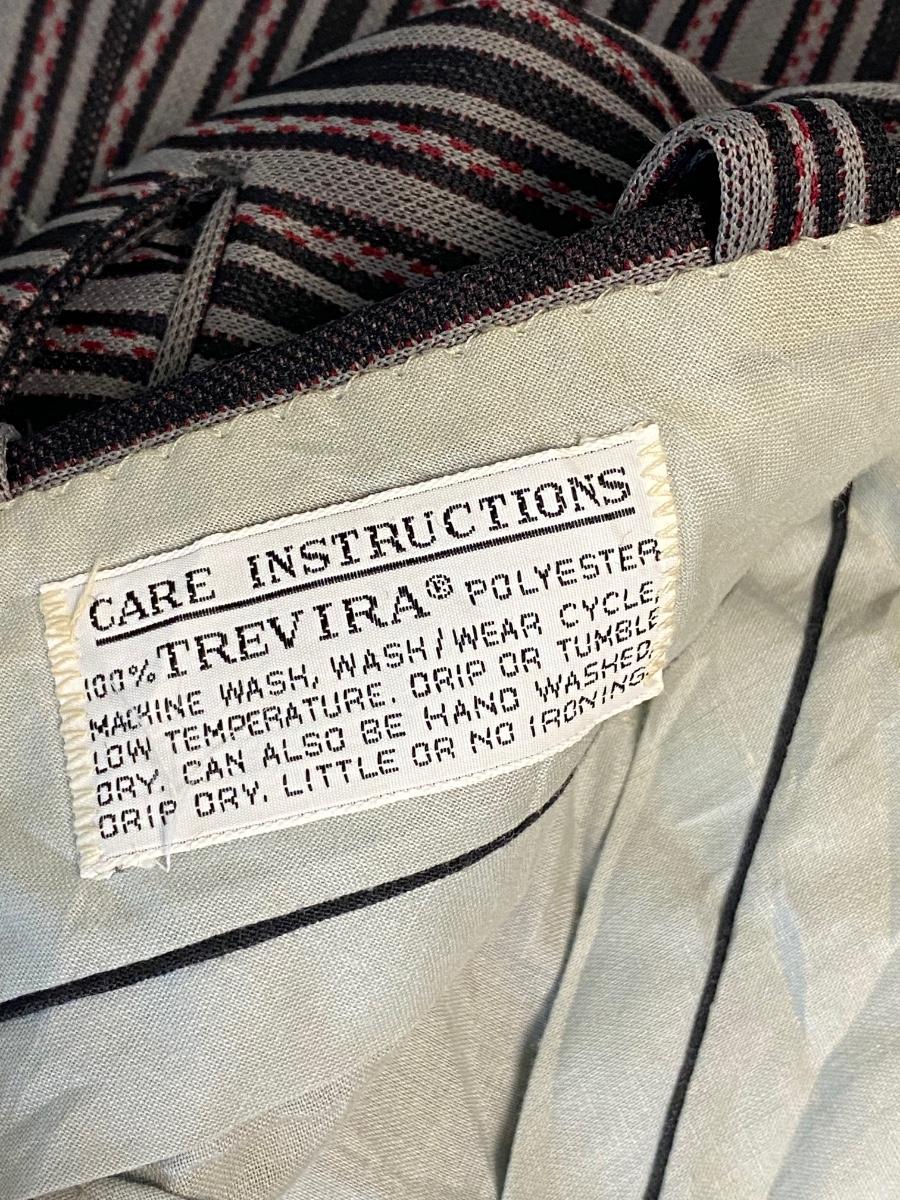 CARE INSTRUCTIONS
100% TREVIRA® POLYESTER
MACHINE WASH, WASH/WEAR CYCLE,
LOW TEMPERATURE. DRIP OR TUMBLE
DRY. CAN ALSO BE HAND WASHED,
DRIP DRY. LITTLE OR NO IRONING.